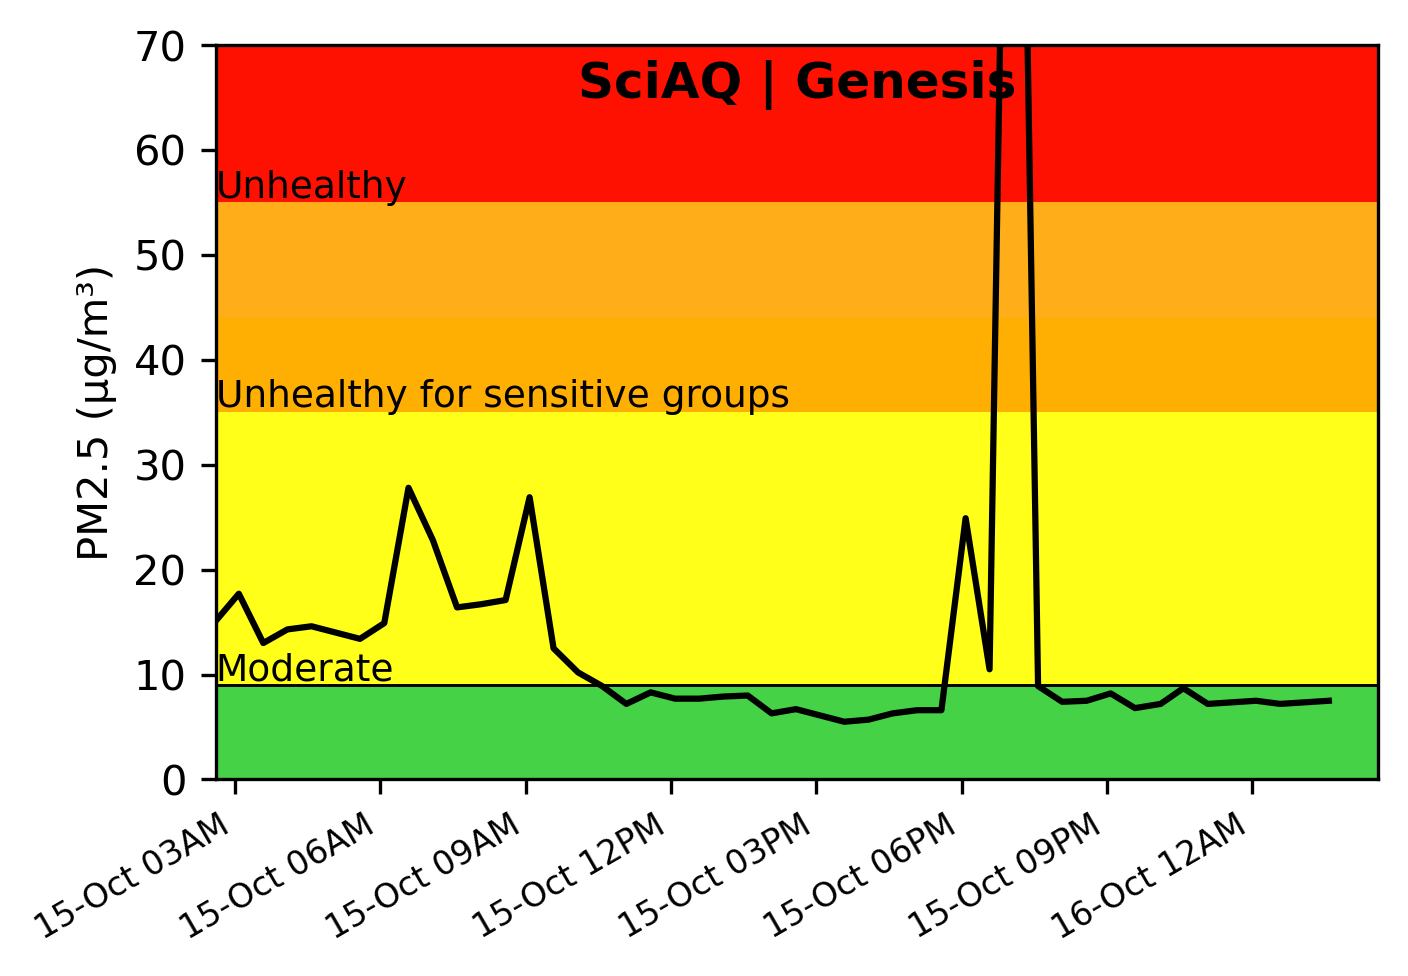 SciAQ | Genesis
PM2.5 (µg/m³)
70
60
50
40
30
20
10
0
Unhealthy
Unhealthy for sensitive groups
Moderate
15-Oct 03AM
15-Oct 06AM
15-Oct 09AM
15-Oct 12PM
15-Oct 03PM
15-Oct 06PM
15-Oct 09PM
16-Oct 12AM